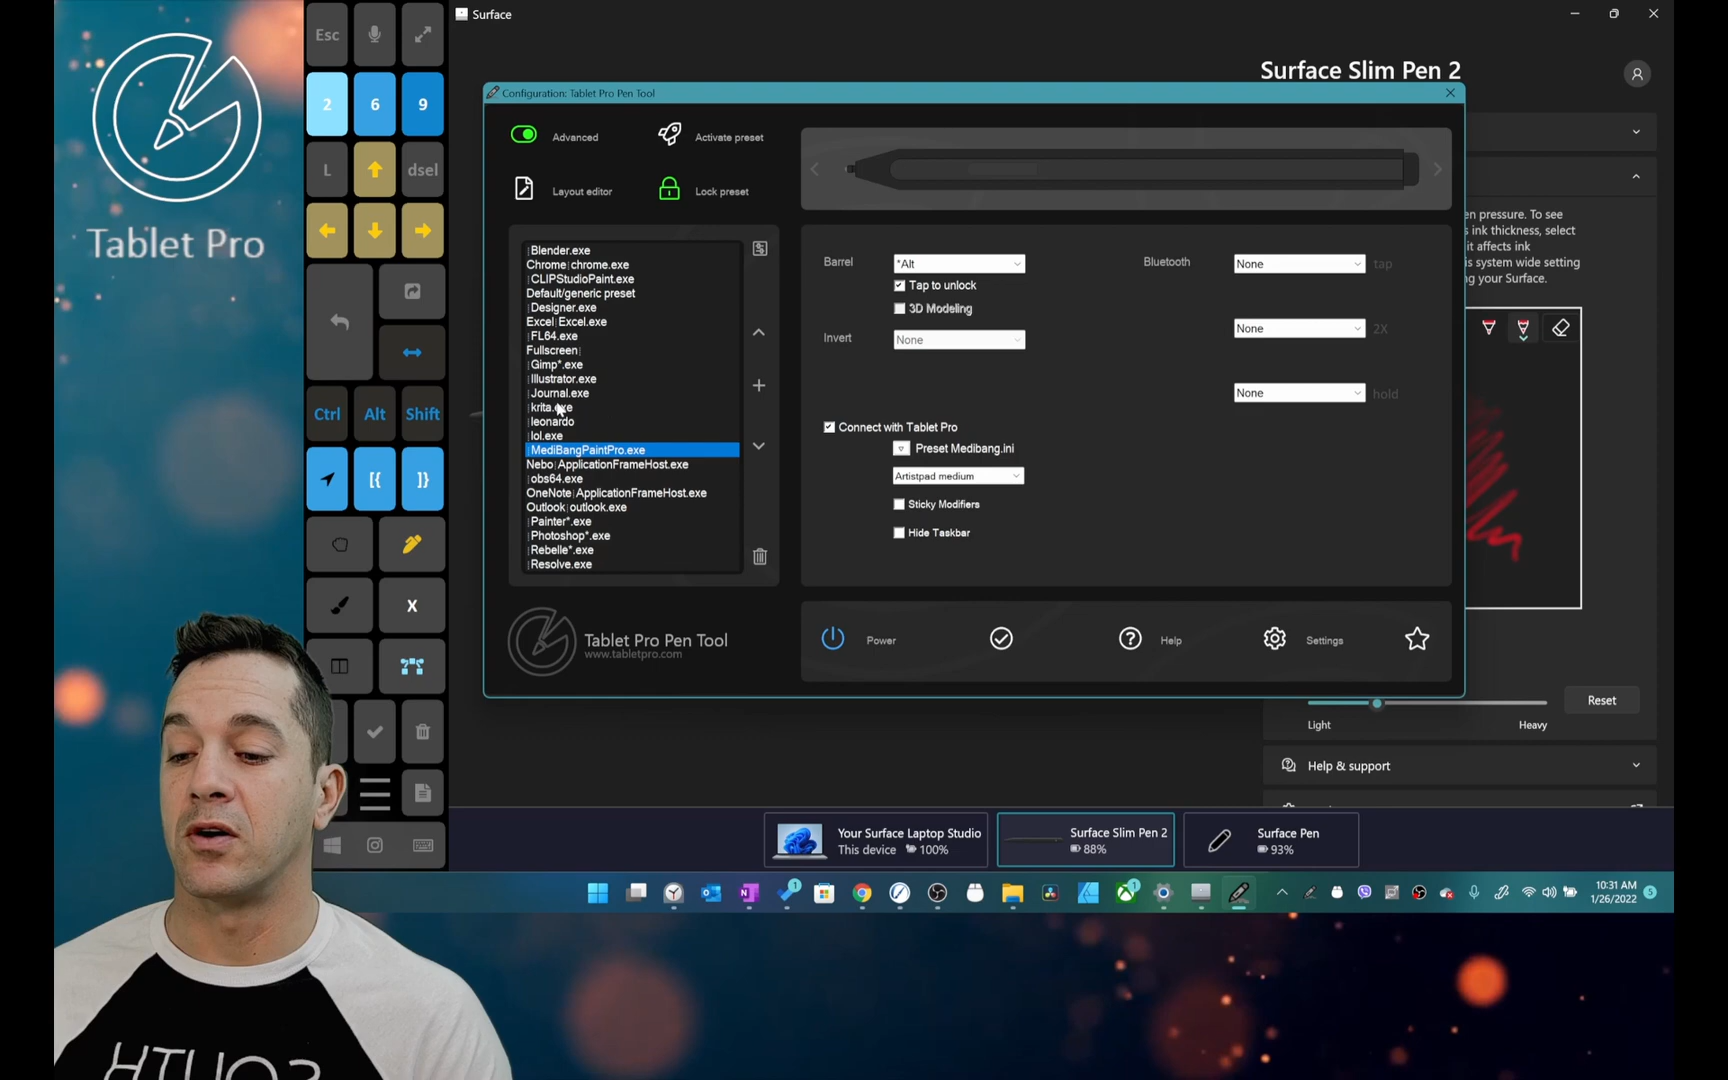 Tablet Pro
Esc
2 6 9
L dsel
Ctrl Alt Shift
[{ ]}
X
Surface
Surface Slim Pen 2
Configuration: Tablet Pro Pen Tool
Advanced
Activate preset
Layout editor
Lock preset
|Blender.exe
Chrome|chrome.exe
|CLIPStudioPaint.exe
Default/generic preset
|Designer.exe
Excel|Excel.exe
|FL64.exe
Fullscreen|
|Gimp*.exe
|Illustrator.exe
|Journal.exe
|krita.exe
|leonardo
|lol.exe
|MediBangPaintPro.exe
Nebo|ApplicationFrameHost.exe
|obs64.exe
OneNote|ApplicationFrameHost.exe
Outlook|outlook.exe
|Painter*.exe
|Photoshop*.exe
|Rebelle*.exe
|Resolve.exe
Barrel
*Alt
Tap to unlock
3D Modeling
Invert
None
Bluetooth
None
tap
None
2X
None
hold
Connect with Tablet Pro
Preset Medibang.ini
Artistpad medium
Sticky Modifiers
Hide Taskbar
Tablet Pro Pen Tool
www.tabletpro.com
Power
Help
Settings
en pressure. To see
ink thickness, select
it affects ink
is system wide setting
ng your Surface.
Reset
Light
Heavy
Help & support
Your Surface Laptop Studio
This device 100%
Surface Slim Pen 2
88%
Surface Pen
93%
10:31 AM
1/26/2022
5